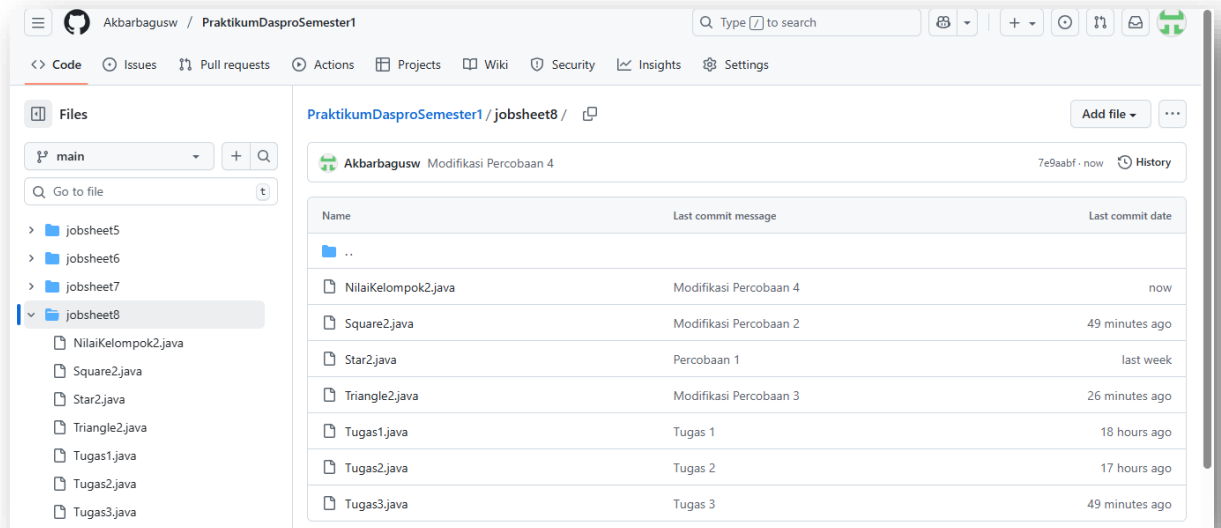 Akbarbagusw / PraktikumDasproSemester1
Type / to search
Code Issues Pull requests Actions Projects Wiki Security Insights Settings
Files
main
Go to file t
jobsheet5
jobsheet6
jobsheet7
jobsheet8
NilaiKelompok2.java
Square2.java
Star2.java
Triangle2.java
Tugas1.java
Tugas2.java
Tugas3.java
PraktikumDasproSemester1 / jobsheet8 /
Add file
Akbarbagusw Modifikasi Percobaan 4 7e9aabf · now History
Name Last commit message Last commit date
..
NilaiKelompok2.java Modifikasi Percobaan 4 now
Square2.java Modifikasi Percobaan 2 49 minutes ago
Star2.java Percobaan 1 last week
Triangle2.java Modifikasi Percobaan 3 26 minutes ago
Tugas1.java Tugas 1 18 hours ago
Tugas2.java Tugas 2 17 hours ago
Tugas3.java Tugas 3 49 minutes ago